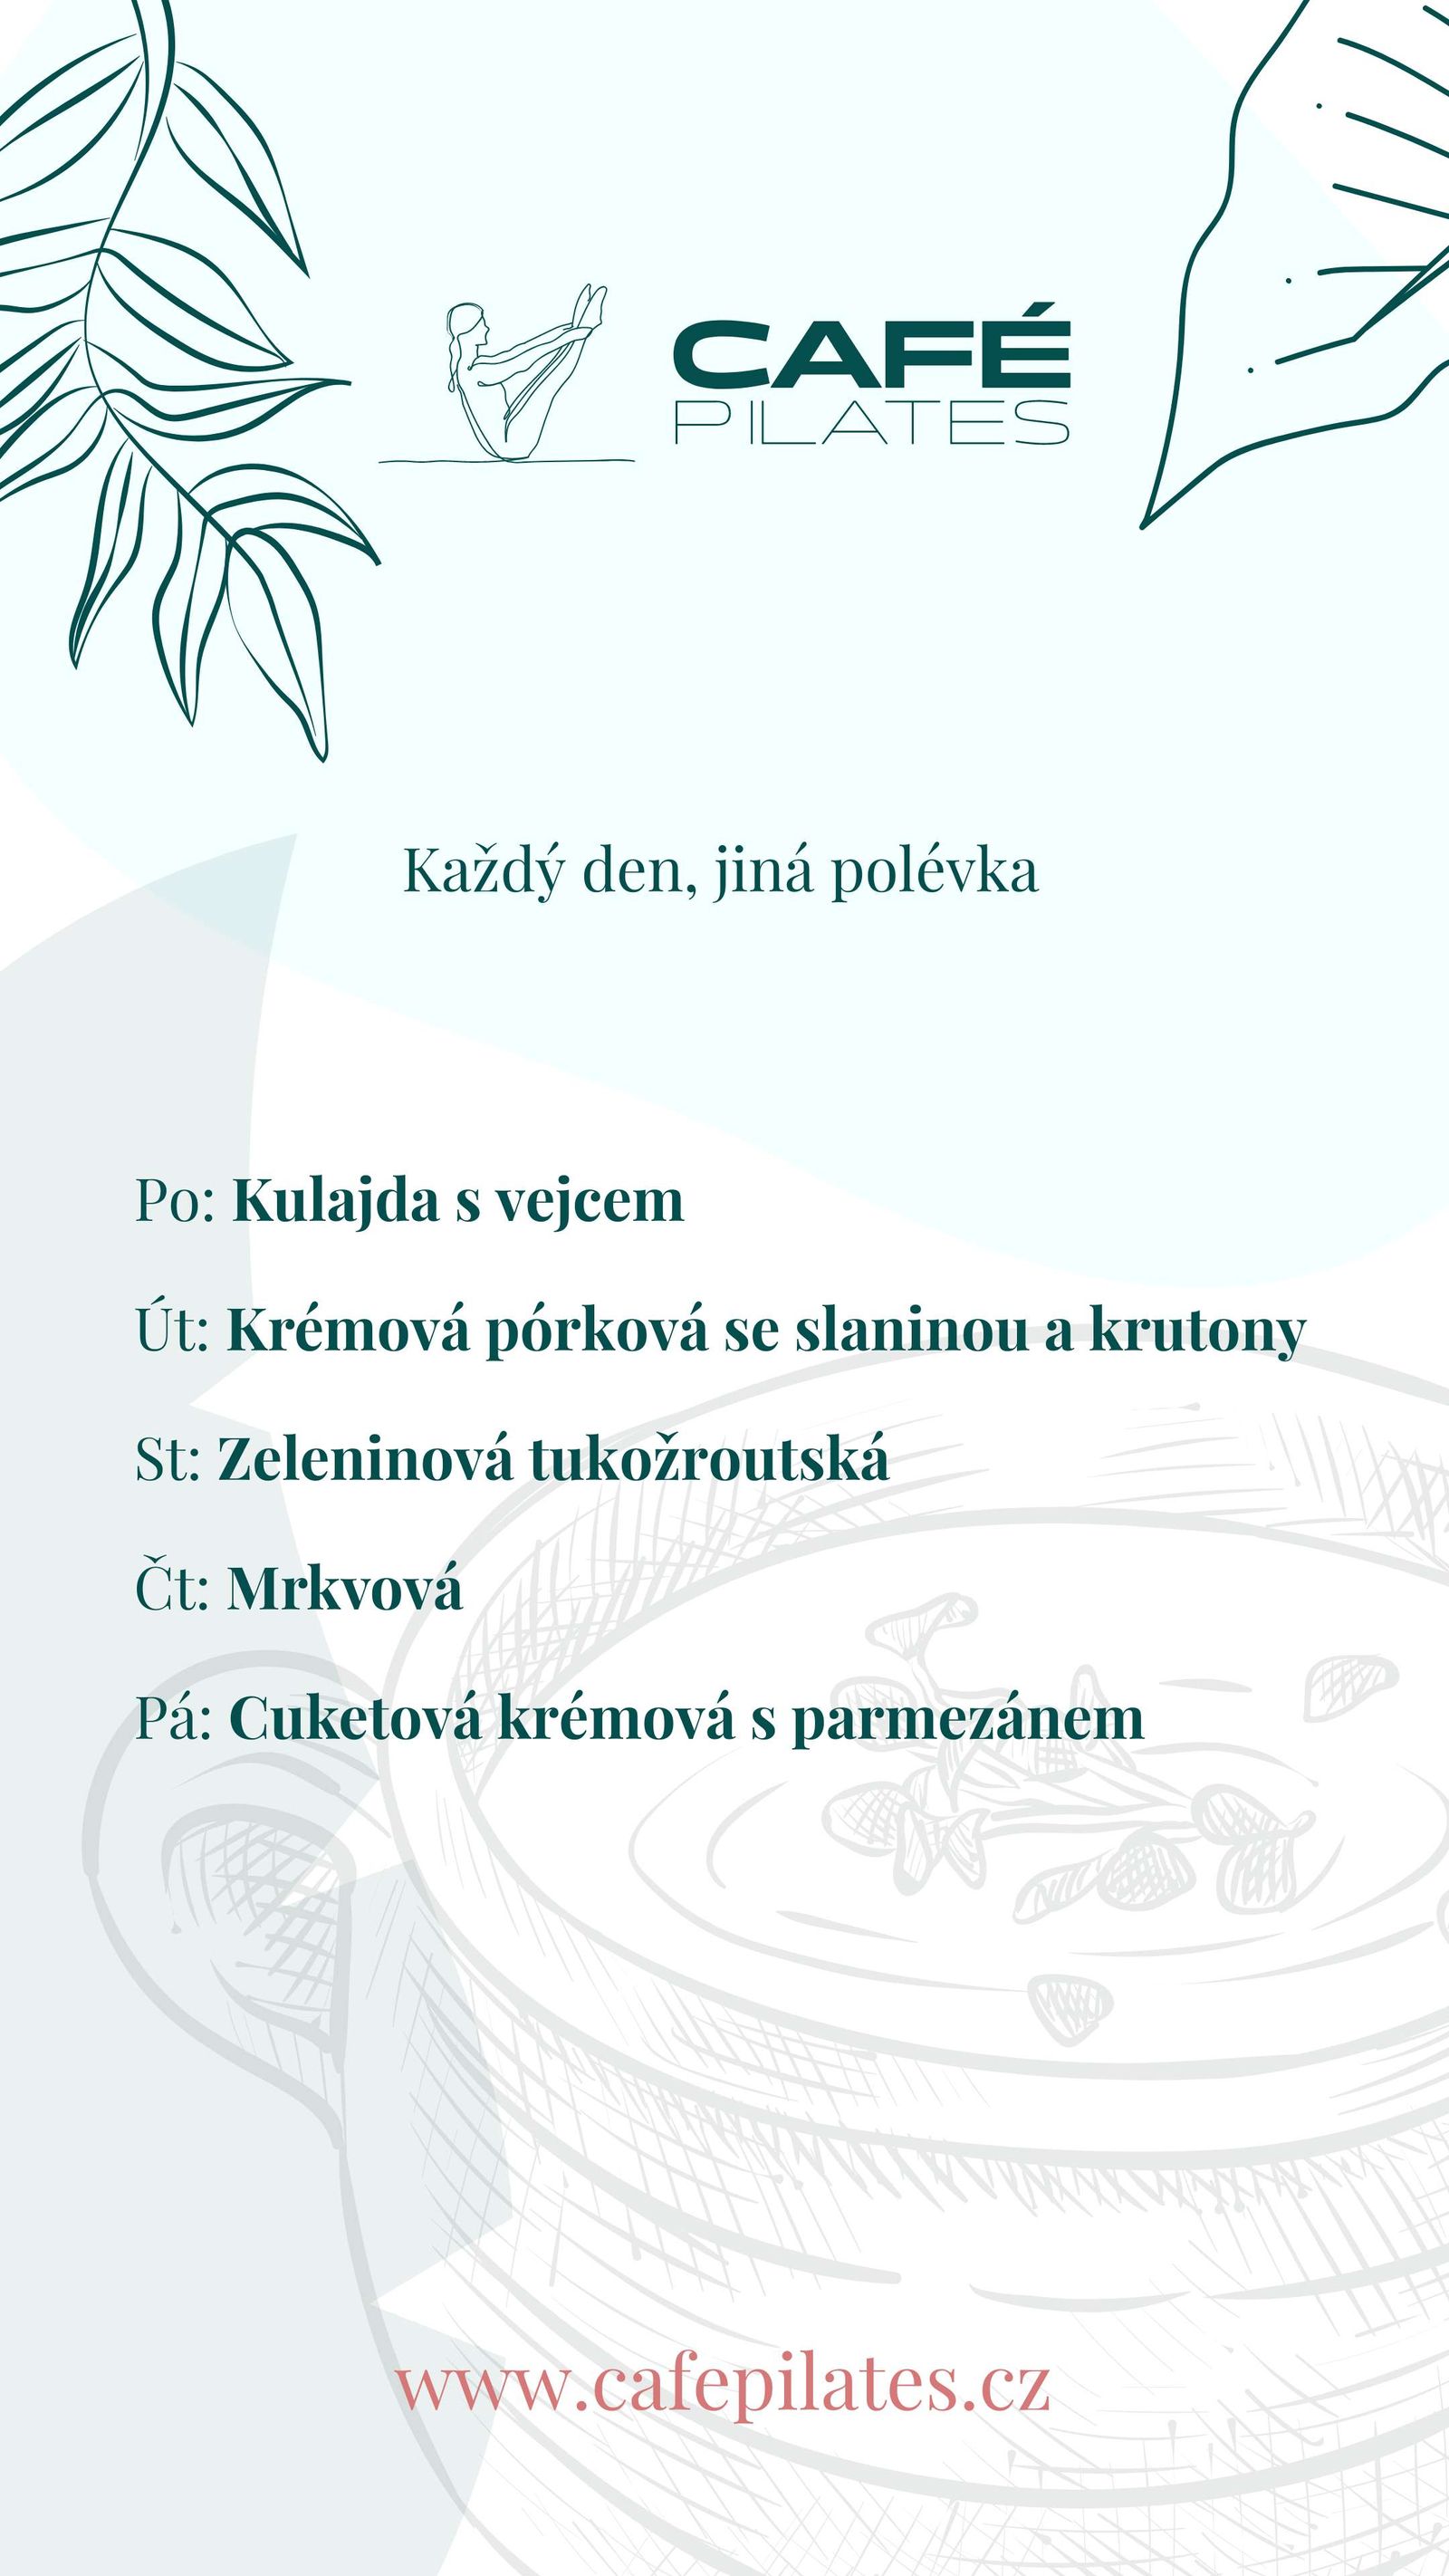 CAFÉ
PILATES
Každý den, jiná polévka
Po: Kulajda s vejcem
Út: Krémová pórková se slaninou a krutony
St: Zeleninová tukožroutská
Čt: Mrkvová
Pá: Cuketová krémová s parmezánem
www.cafepilates.cz